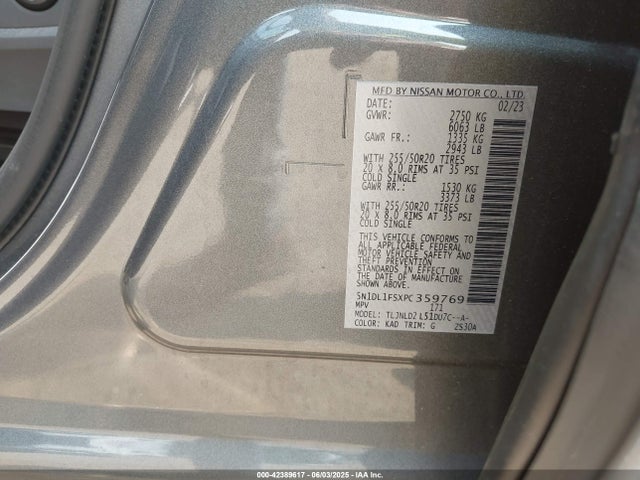 MFD BY NISSAN MOTOR CO., LTD.
DATE: 02/23
GVWR: 2750 KG
6063 LB
GAWR FR.: 1335 KG
2943 LB
WITH 255/50R20 TIRES
20 X 8.0 RIMS AT 35 PSI
COLD SINGLE
GAWR RR.: 1530 KG
3373 LB
WITH 255/50R20 TIRES
20 X 8.0 RIMS AT 35 PSI
COLD SINGLE
THIS VEHICLE CONFORMS TO
ALL APPLICABLE FEDERAL
MOTOR VEHICLE SAFETY AND
THEFT PREVENTION
STANDARDS IN EFFECT ON
THE DATE OF MANUFACTURE
SHOWN ABOVE.
5N1DL1FSXPC359769
MPV 171
MODEL: TLJNLD2 L51DU7C--A-
COLOR: KAD TRIM: G 2S30A
000-42389617 - 06/03/2025 - IAA Inc.